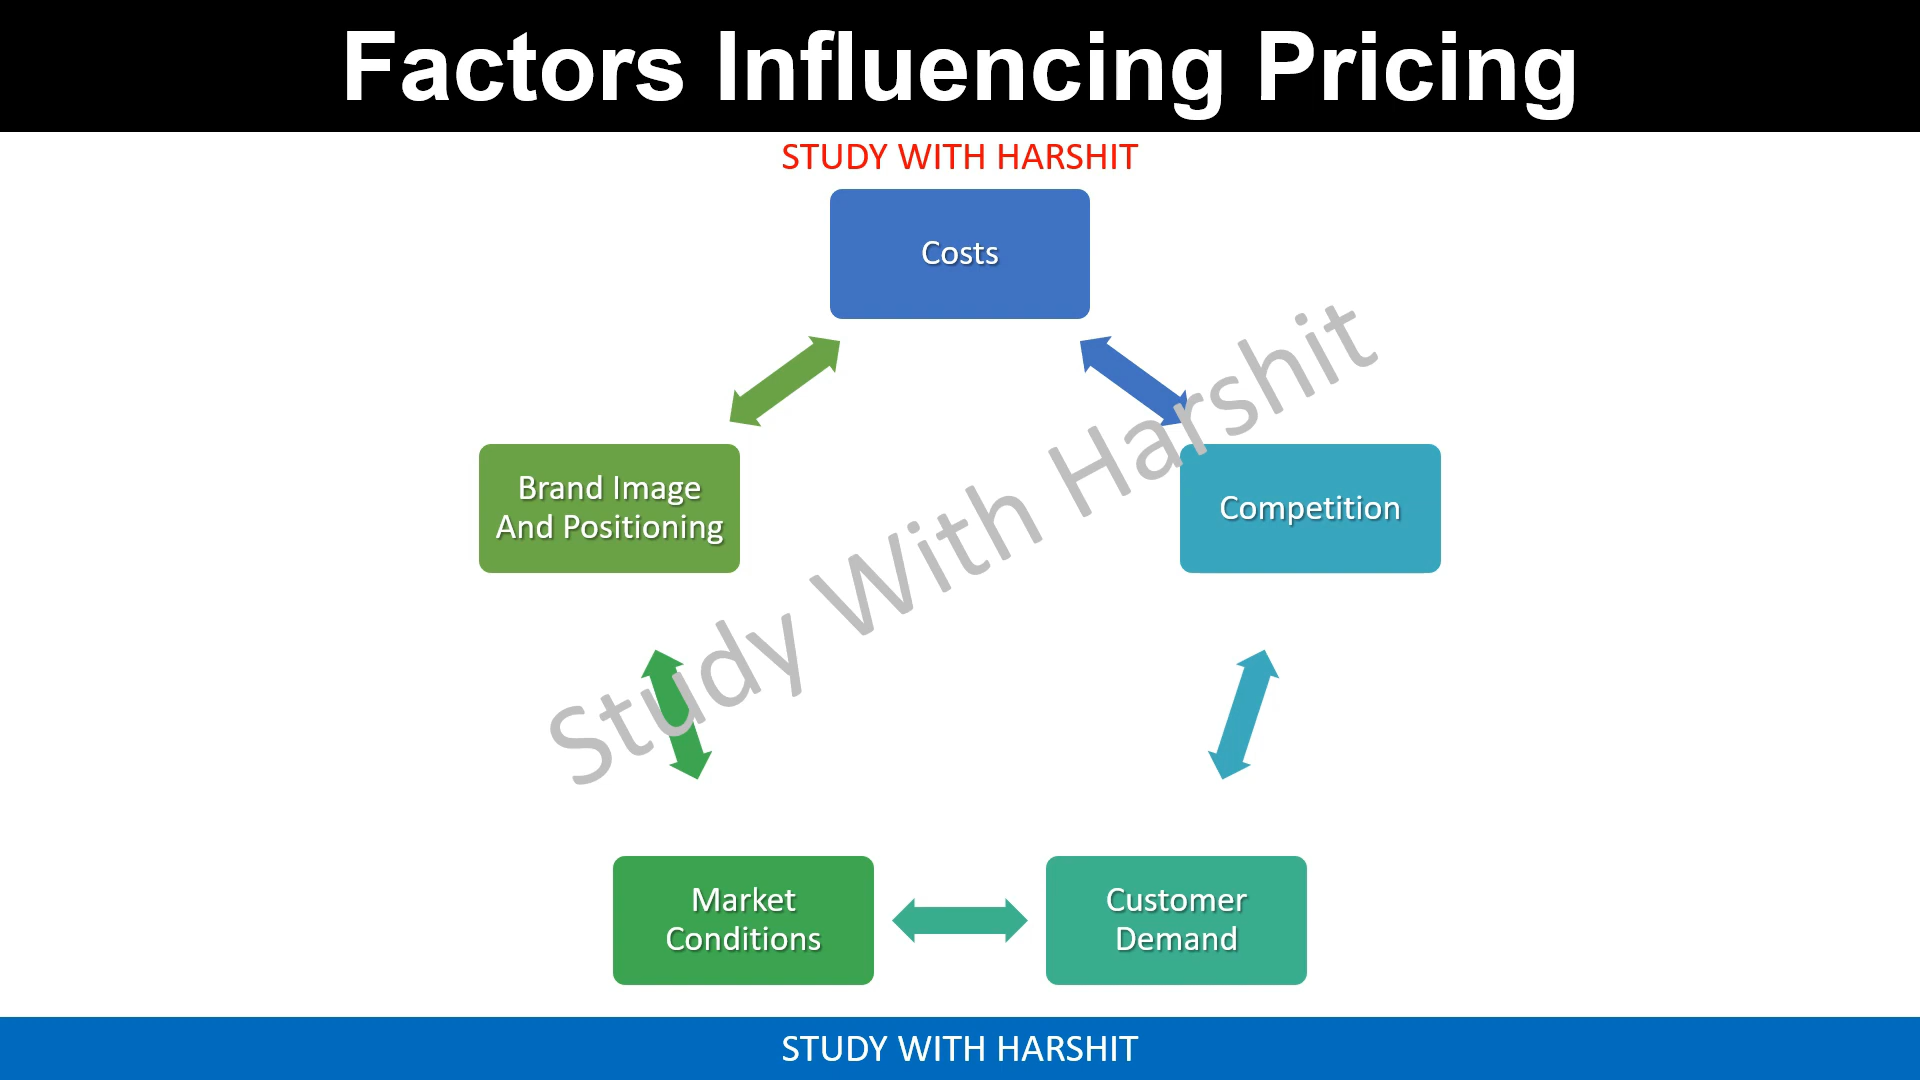 Factors Influencing Pricing
STUDY WITH HARSHIT
Costs
Brand Image
And Positioning
Competition
Study With Harshit
Market
Conditions
Customer
Demand
STUDY WITH HARSHIT